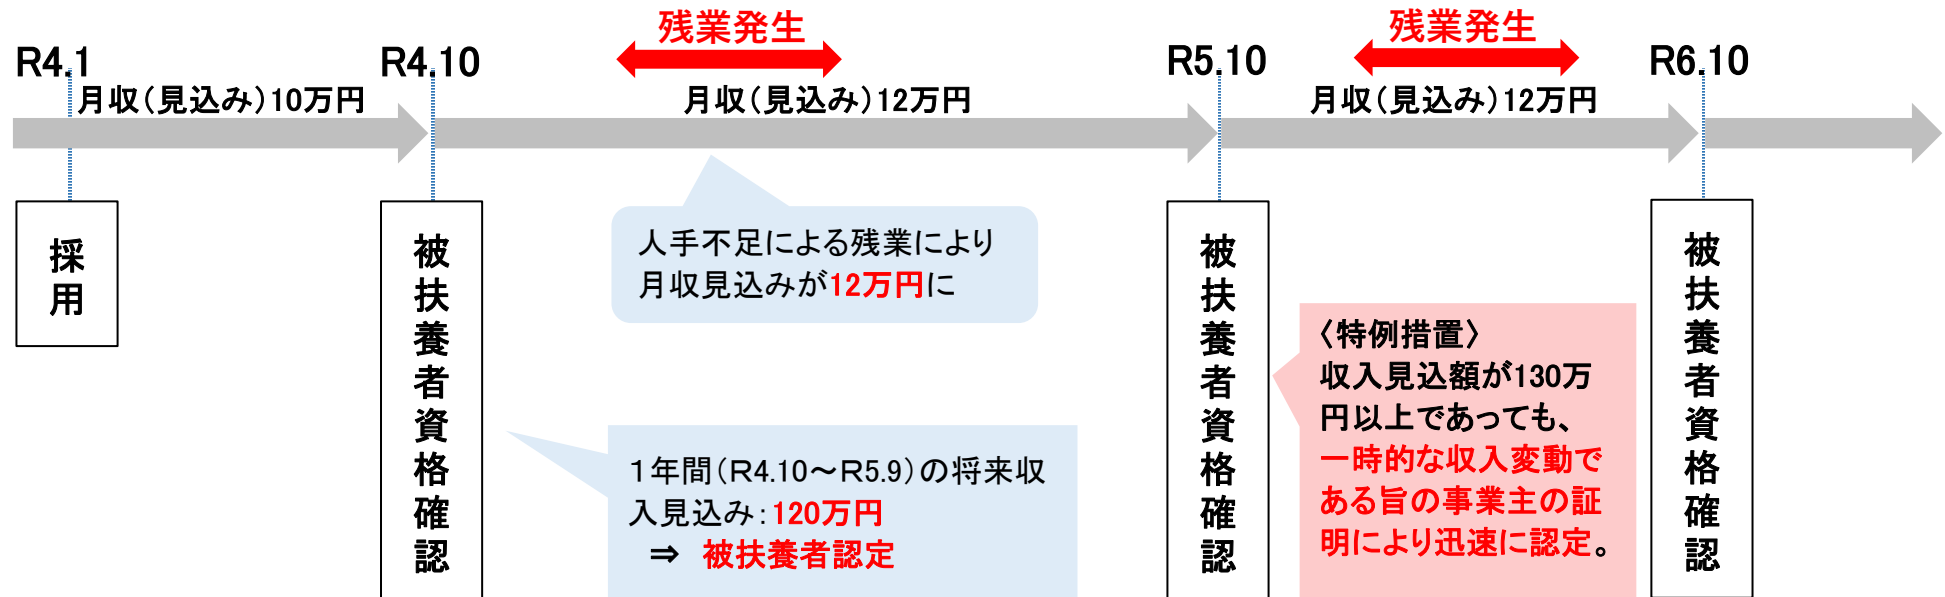 残業発生
残業発生
R4.1
R4.10
R5.10
R6.10
月収（見込み）10万円
月収（見込み）12万円
月収（見込み）12万円
採用
被扶養者資格確認
人手不足による残業により
月収見込みが12万円に
１年間（R4.10～R5.9）の将来収
入見込み：120万円
⇒ 被扶養者認定
被扶養者資格確認
〈特例措置〉
収入見込額が130万
円以上であっても、
一時的な収入変動で
ある旨の事業主の証
明により迅速に認定。
被扶養者資格確認